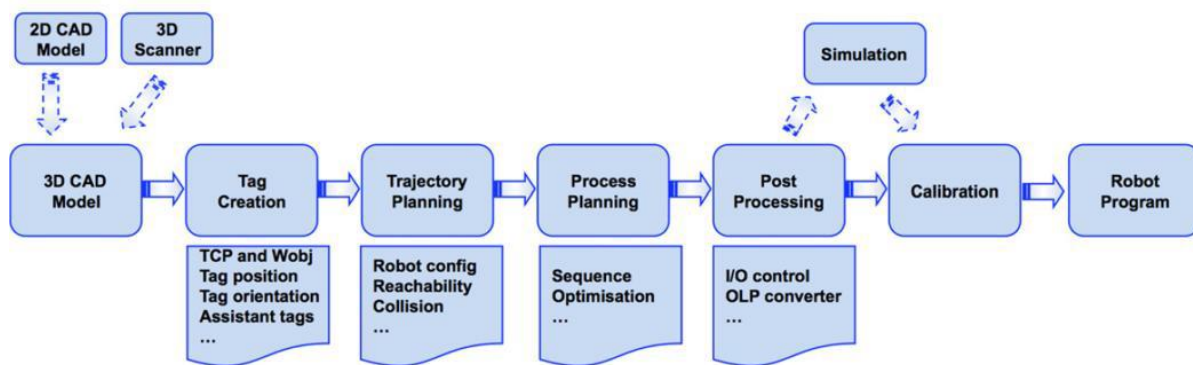 2D CAD
Model
3D
Scanner
Simulation
3D CAD
Model
Tag
Creation
Trajectory
Planning
Process
Planning
Post
Processing
Calibration
Robot
Program
TCP and Wobj
Tag position
Tag orientation
Assistant tags
…
Robot config
Reachability
Collision
…
Sequence
Optimisation
…
I/O control
OLP converter
…